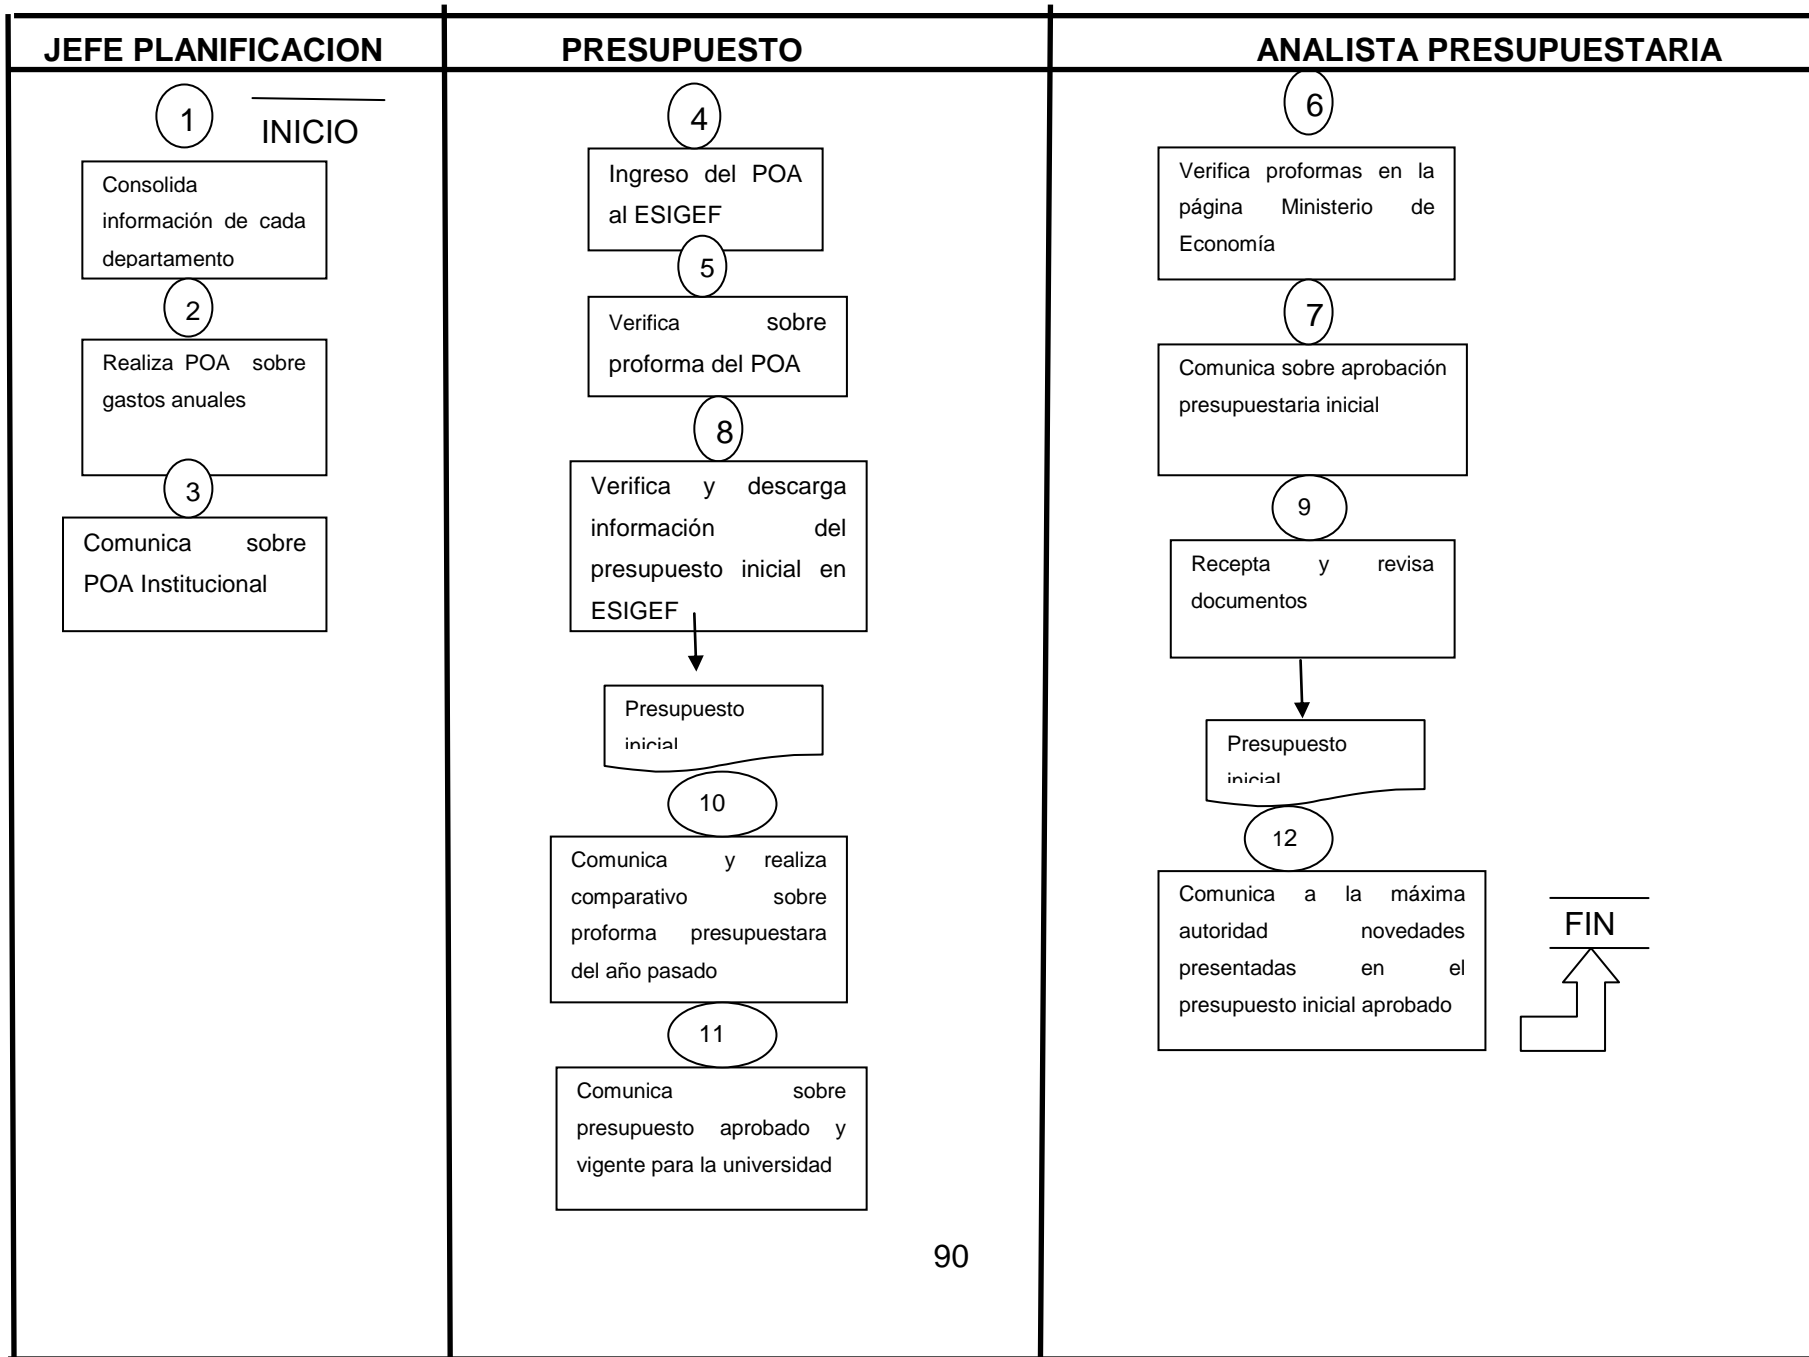 JEFE PLANIFICACION
PRESUPUESTO
ANALISTA PRESUPUESTARIA
1
INICIO
Consolida
información de cada
departamento
2
Realiza POA sobre
gastos anuales
3
Comunica sobre
POA Institucional
4
Ingreso del POA
al ESIGEF
5
Verifica sobre
proforma del POA
8
Verifica y descarga
información del
presupuesto inicial en
ESIGEF
Presupuesto
inicial
10
Comunica y realiza
comparativo sobre
proforma presupuestara
del año pasado
11
Comunica sobre
presupuesto aprobado y
vigente para la universidad
6
Verifica proformas en la
página Ministerio de
Economía
7
Comunica sobre aprobación
presupuestaria inicial
9
Recepta y revisa
documentos
Presupuesto
inicial
12
Comunica a la máxima
autoridad novedades
presentadas en el
presupuesto inicial aprobado
FIN
90